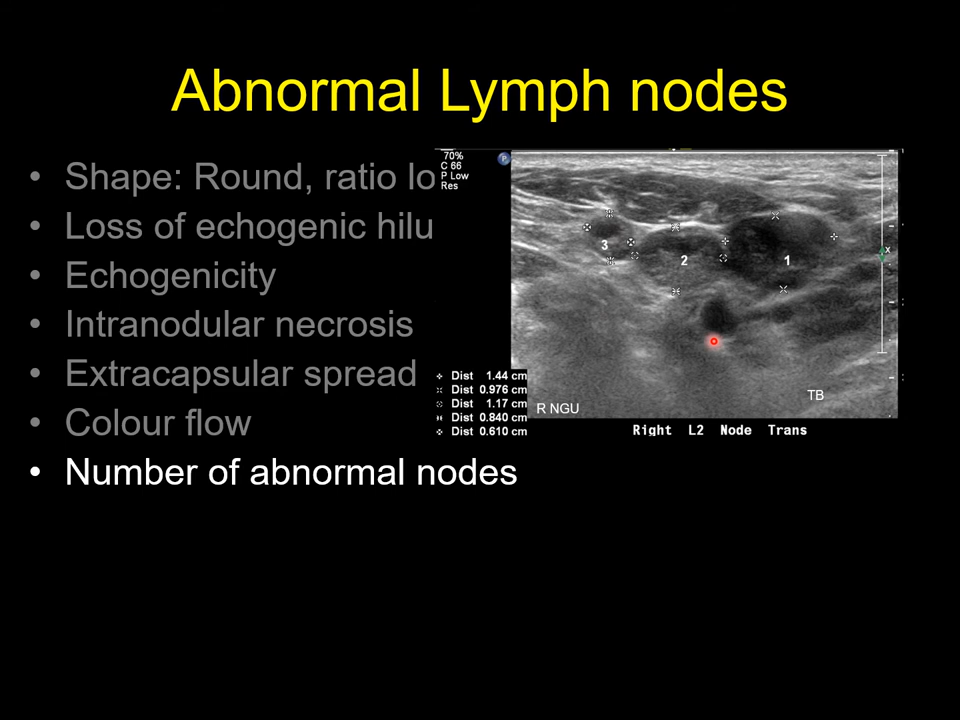 Abnormal Lymph nodes
• Shape: Round, ratio lo
• Loss of echogenic hilu
• Echogenicity
• Intranodular necrosis
• Extracapsular spread
• Colour flow
• Number of abnormal nodes
70%
C 66
P Low
Res
P
x
3
2
1
Dist 1.44 cm
Dist 0.976 cm
Dist 1.17 cm
Dist 0.840 cm
Dist 0.610 cm
R NGU
TB
Right L2 Node Trans